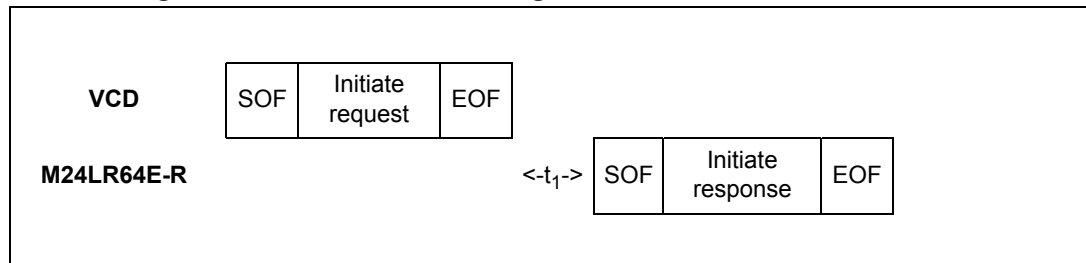 VCD SOF Initiate request EOF
M24LR64E-R <-t₁-> SOF Initiate response EOF